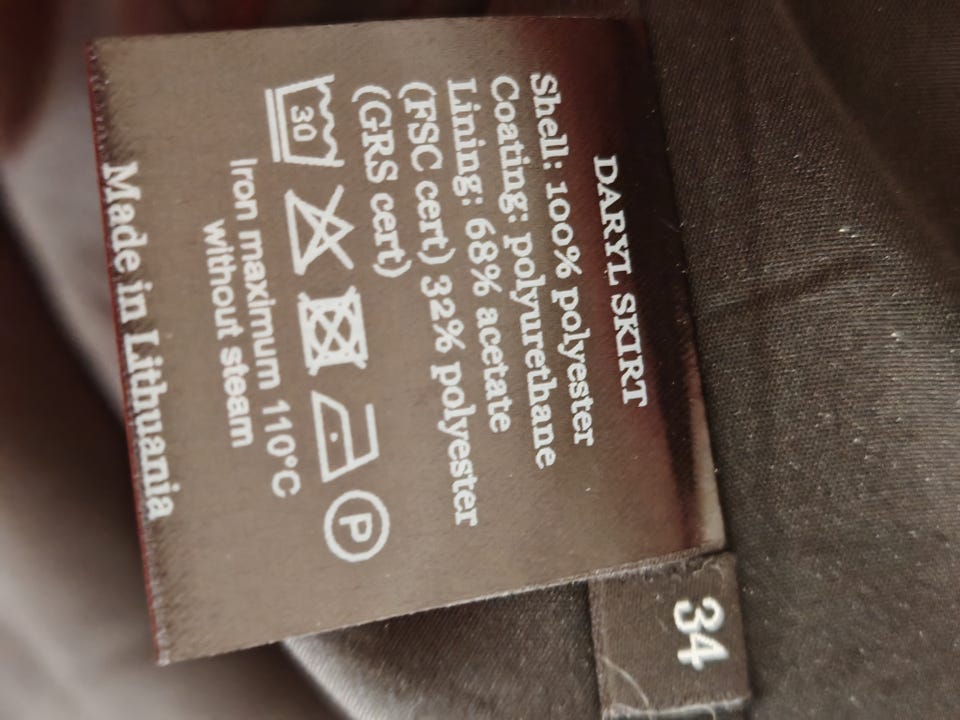 DARYL SKIRT
Shell: 100% polyester
Coating: polyurethane
Lining: 68% acetate
(FSC cert) 32% polyester
(GRS cert)
30 P
Iron maximum 110°C
without steam
Made in Lithuania
34